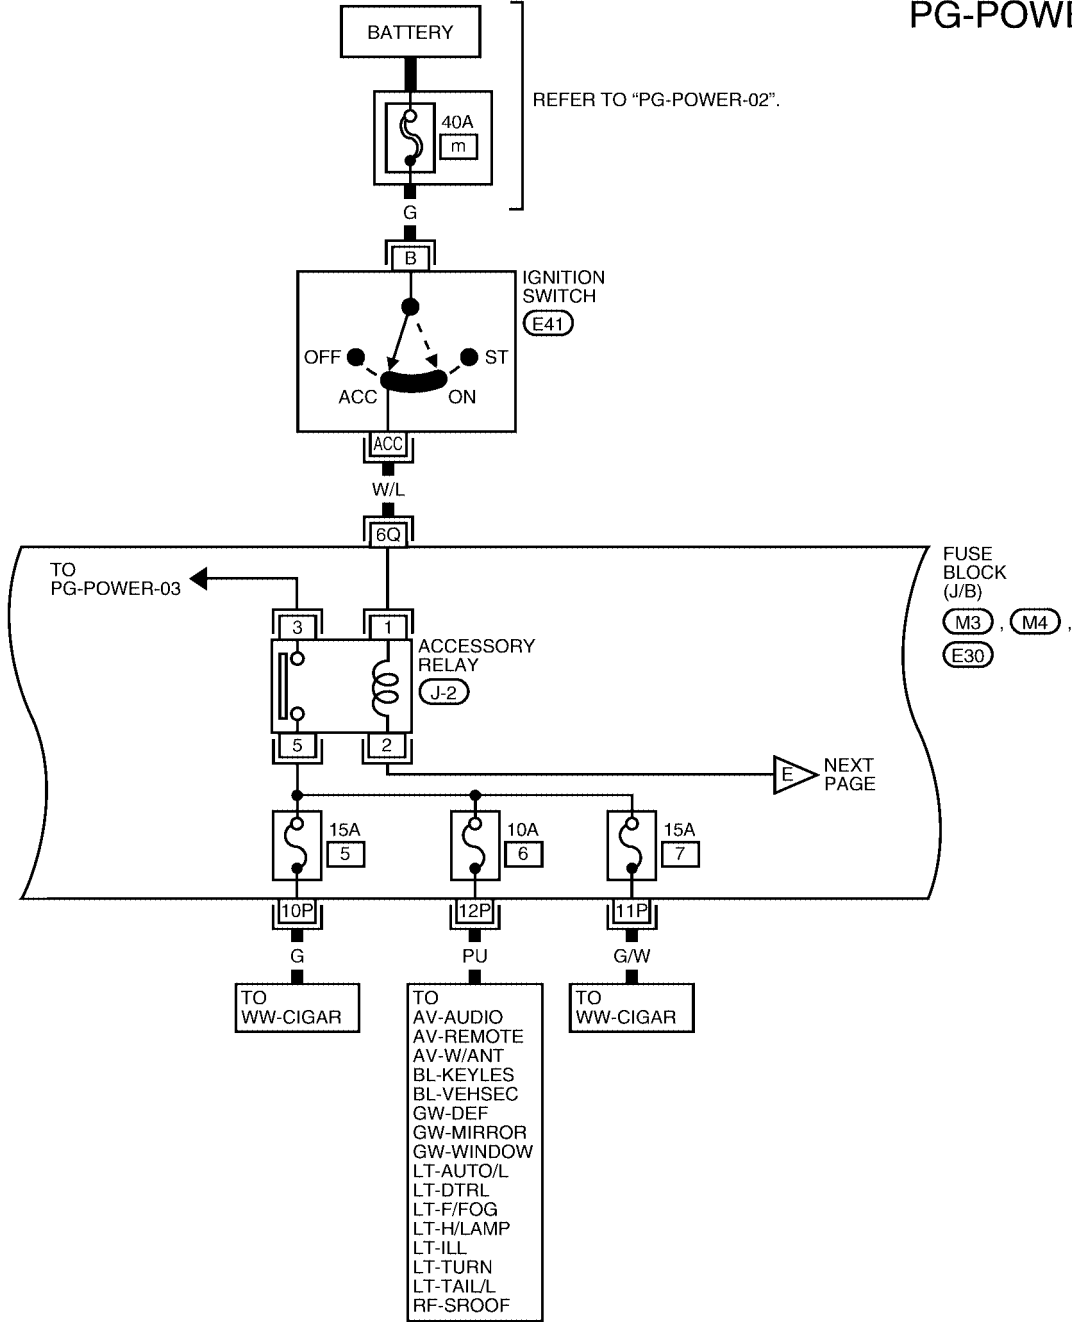 PG-POWE
BATTERY
REFER TO “PG-POWER-02”.
40A
m
G
B
IGNITION
SWITCH
E41
OFF
ST
ACC
ON
ACC
W/L
6Q
TO
PG-POWER-03
FUSE
BLOCK
(J/B)
M3 , M4 ,
E30
3
1
ACCESSORY
RELAY
J-2
5
2
E
NEXT
PAGE
15A
5
10A
6
15A
7
10P
12P
11P
G
PU
G/W
TO
WW-CIGAR
TO
AV-AUDIO
AV-REMOTE
AV-W/ANT
BL-KEYLES
BL-VEHSEC
GW-DEF
GW-MIRROR
GW-WINDOW
LT-AUTO/L
LT-DTRL
LT-F/FOG
LT-H/LAMP
LT-ILL
LT-TURN
LT-TAIL/L
RF-SROOF
TO
WW-CIGAR